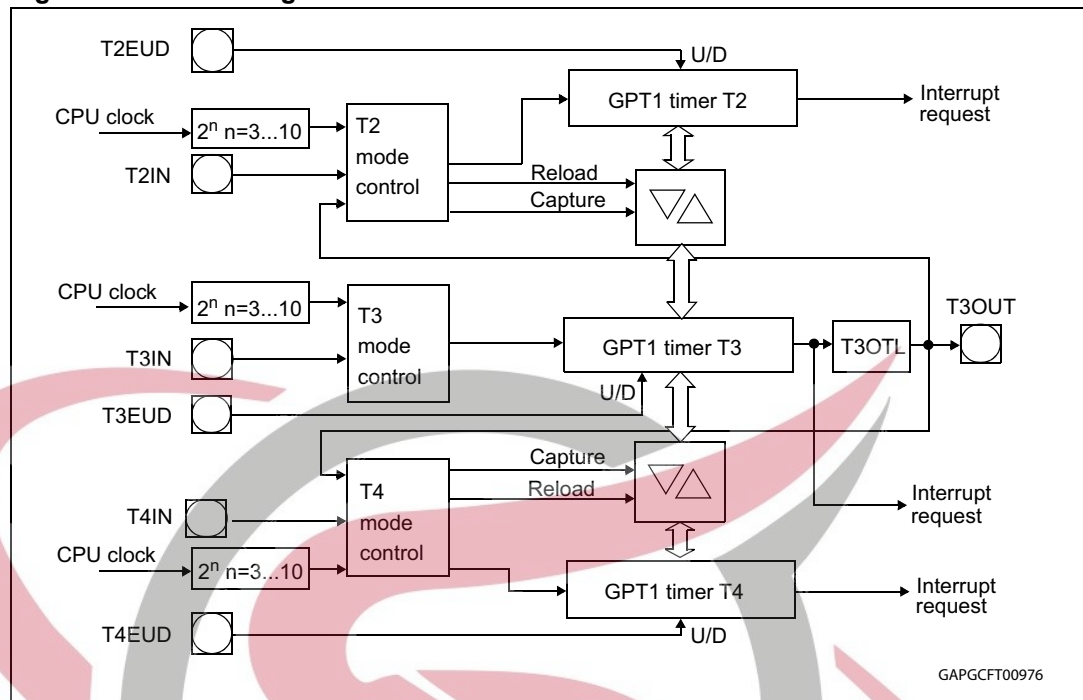 T2EUD
U/D
GPT1 timer T2
Interrupt
request
CPU clock
2ⁿ n=3...10
T2
mode
control
T2IN
Reload
Capture
CPU clock
2ⁿ n=3...10
T3
mode
control
T3IN
T3EUD
GPT1 timer T3
U/D
T3OTL
T3OUT
Capture
Reload
Interrupt
request
T4IN
T4
mode
control
CPU clock
2ⁿ n=3...10
GPT1 timer T4
Interrupt
request
T4EUD
U/D
GAPGCFT00976